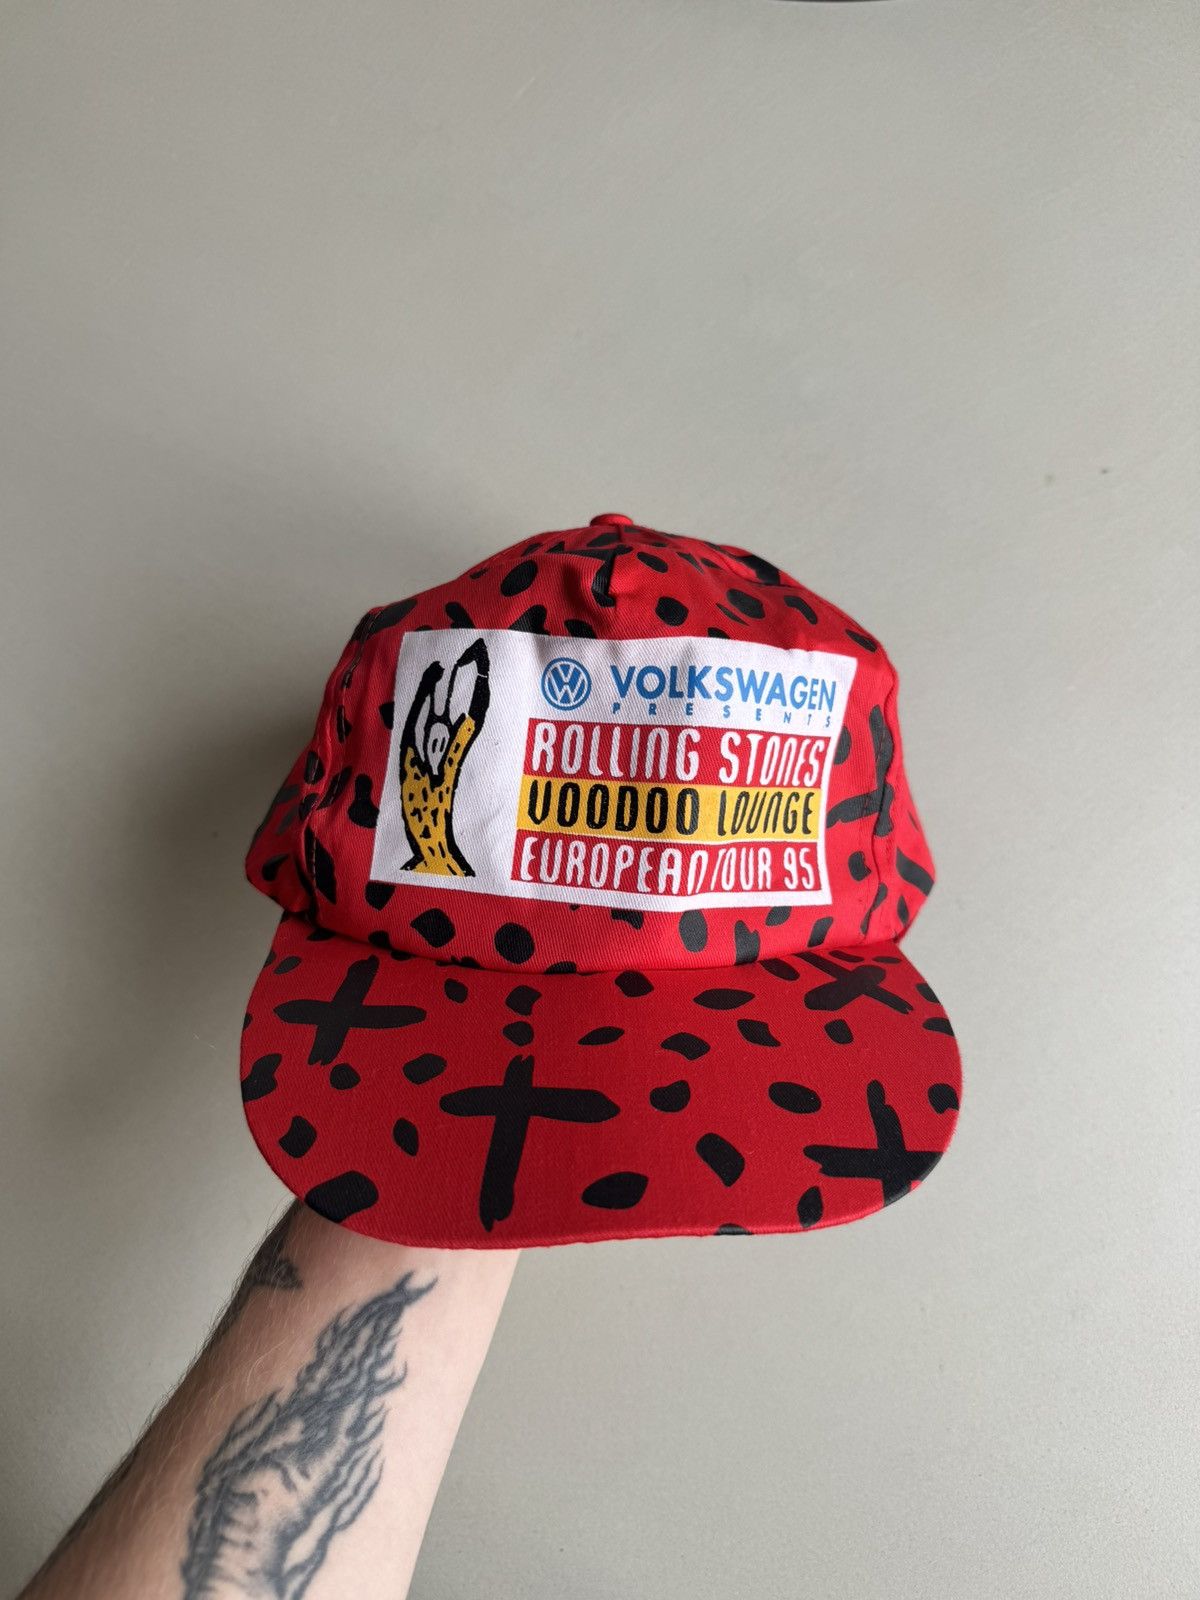 VOLKSWAGEN
PRESENTS
ROLLING STONES
VOODOO LOUNGE
EUROPEAN TOUR 95